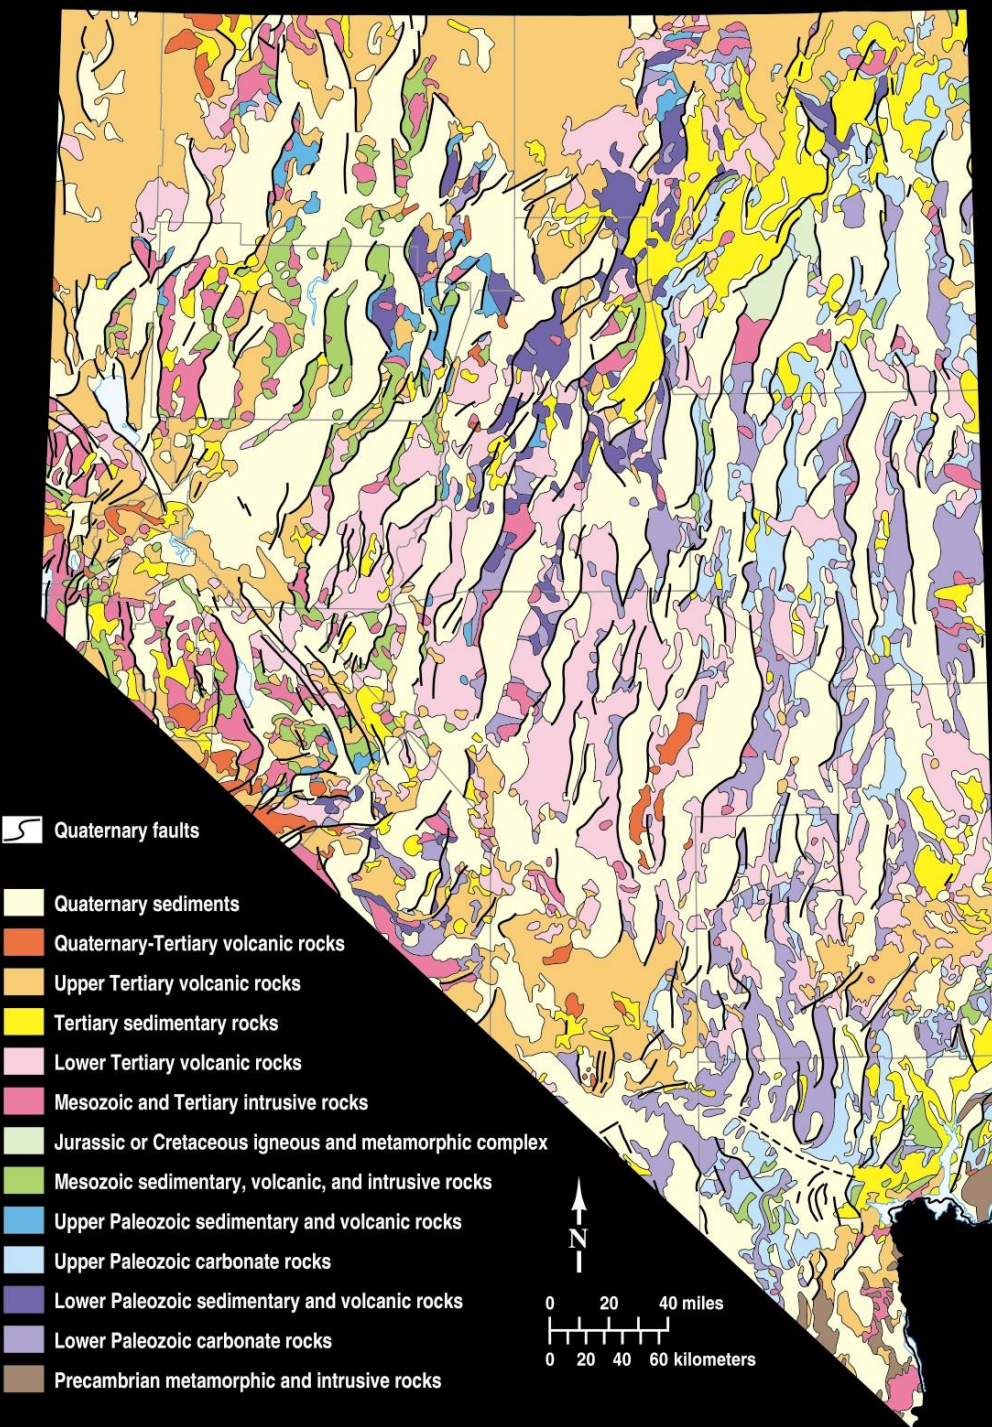 Quaternary faults
Quaternary sediments
Quaternary-Tertiary volcanic rocks
Upper Tertiary volcanic rocks
Tertiary sedimentary rocks
Lower Tertiary volcanic rocks
Mesozoic and Tertiary intrusive rocks
Jurassic or Cretaceous igneous and metamorphic complex
Mesozoic sedimentary, volcanic, and intrusive rocks
Upper Paleozoic sedimentary and volcanic rocks
Upper Paleozoic carbonate rocks
Lower Paleozoic sedimentary and volcanic rocks
Lower Paleozoic carbonate rocks
Precambrian metamorphic and intrusive rocks
N
0 20 40 miles
0 20 40 60 kilometers